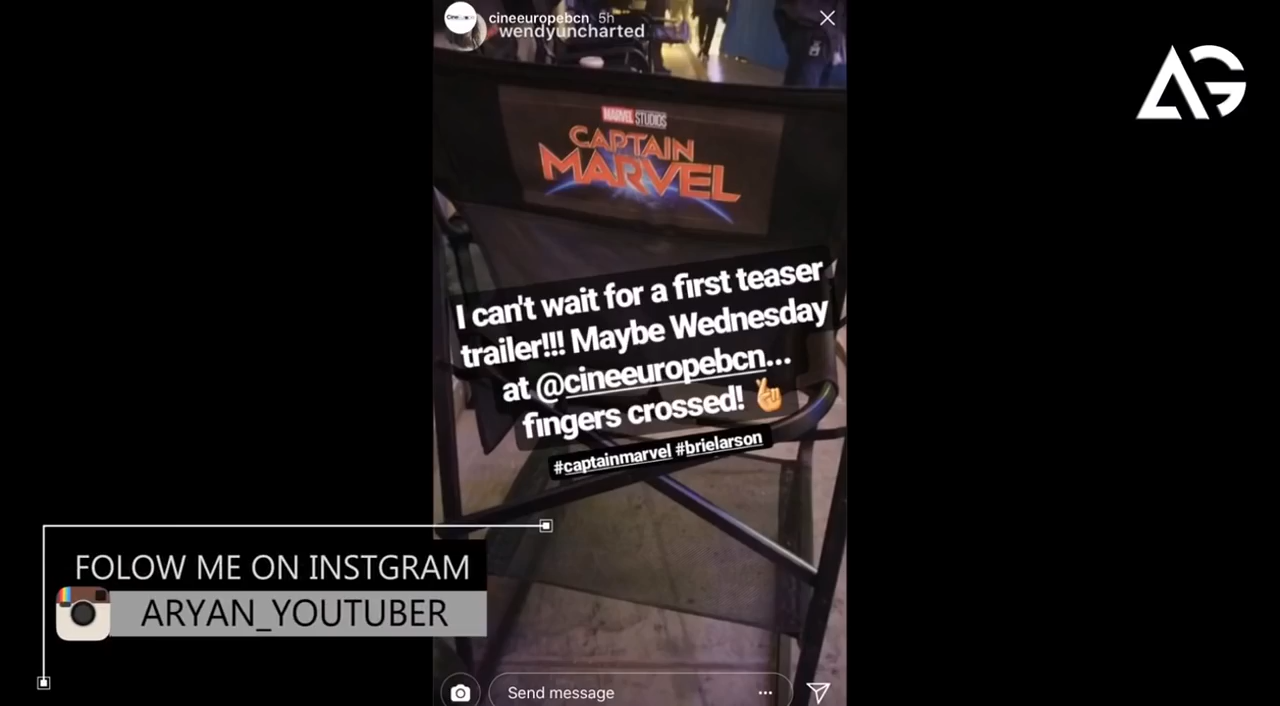 cineeuropebcn 5h
wendyuncharted
MARVEL STUDIOS
CAPTAIN
MARVEL
I can't wait for a first teaser
trailer!!! Maybe Wednesday
at @cineeuropebcn...
fingers crossed! 🤞
#captainmarvel #brielarson
FOLOW ME ON INSTGRAM
ARYAN_YOUTUBER
Send message
AG